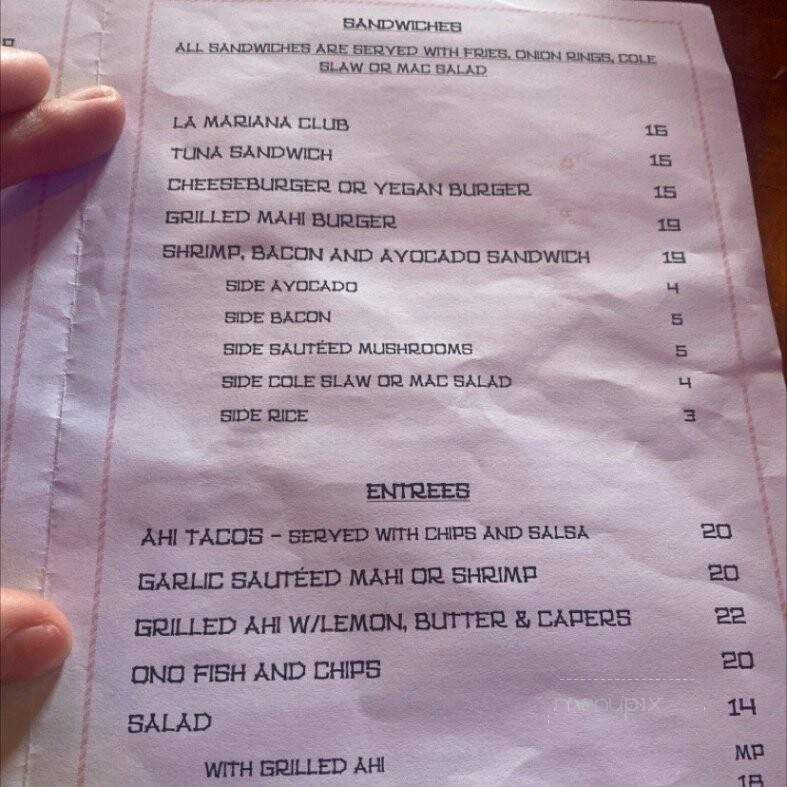 SANDWICHES
ALL SANDWICHES ARE SERVED WITH FRIES, ONION RINGS, COLE
SLAW OR MAC SALAD
LA MARIANA CLUB 16
TUNA SANDWICH 15
CHEESEBURGER OR VEGAN BURGER 15
GRILLED MAHI BURGER 19
SHRIMP, BACON AND AVOCADO SANDWICH 19
SIDE AVOCADO 4
SIDE BACON 5
SIDE SAUTÉED MUSHROOMS 5
SIDE COLE SLAW OR MAC SALAD 4
SIDE RICE 3
ENTREES
AHI TACOS - SERVED WITH CHIPS AND SALSA 20
GARLIC SAUTÉED MAHI OR SHRIMP 20
GRILLED AHI W/LEMON, BUTTER & CAPERS 22
ONO FISH AND CHIPS 20
menupix
SALAD 14
WITH GRILLED AHI MP